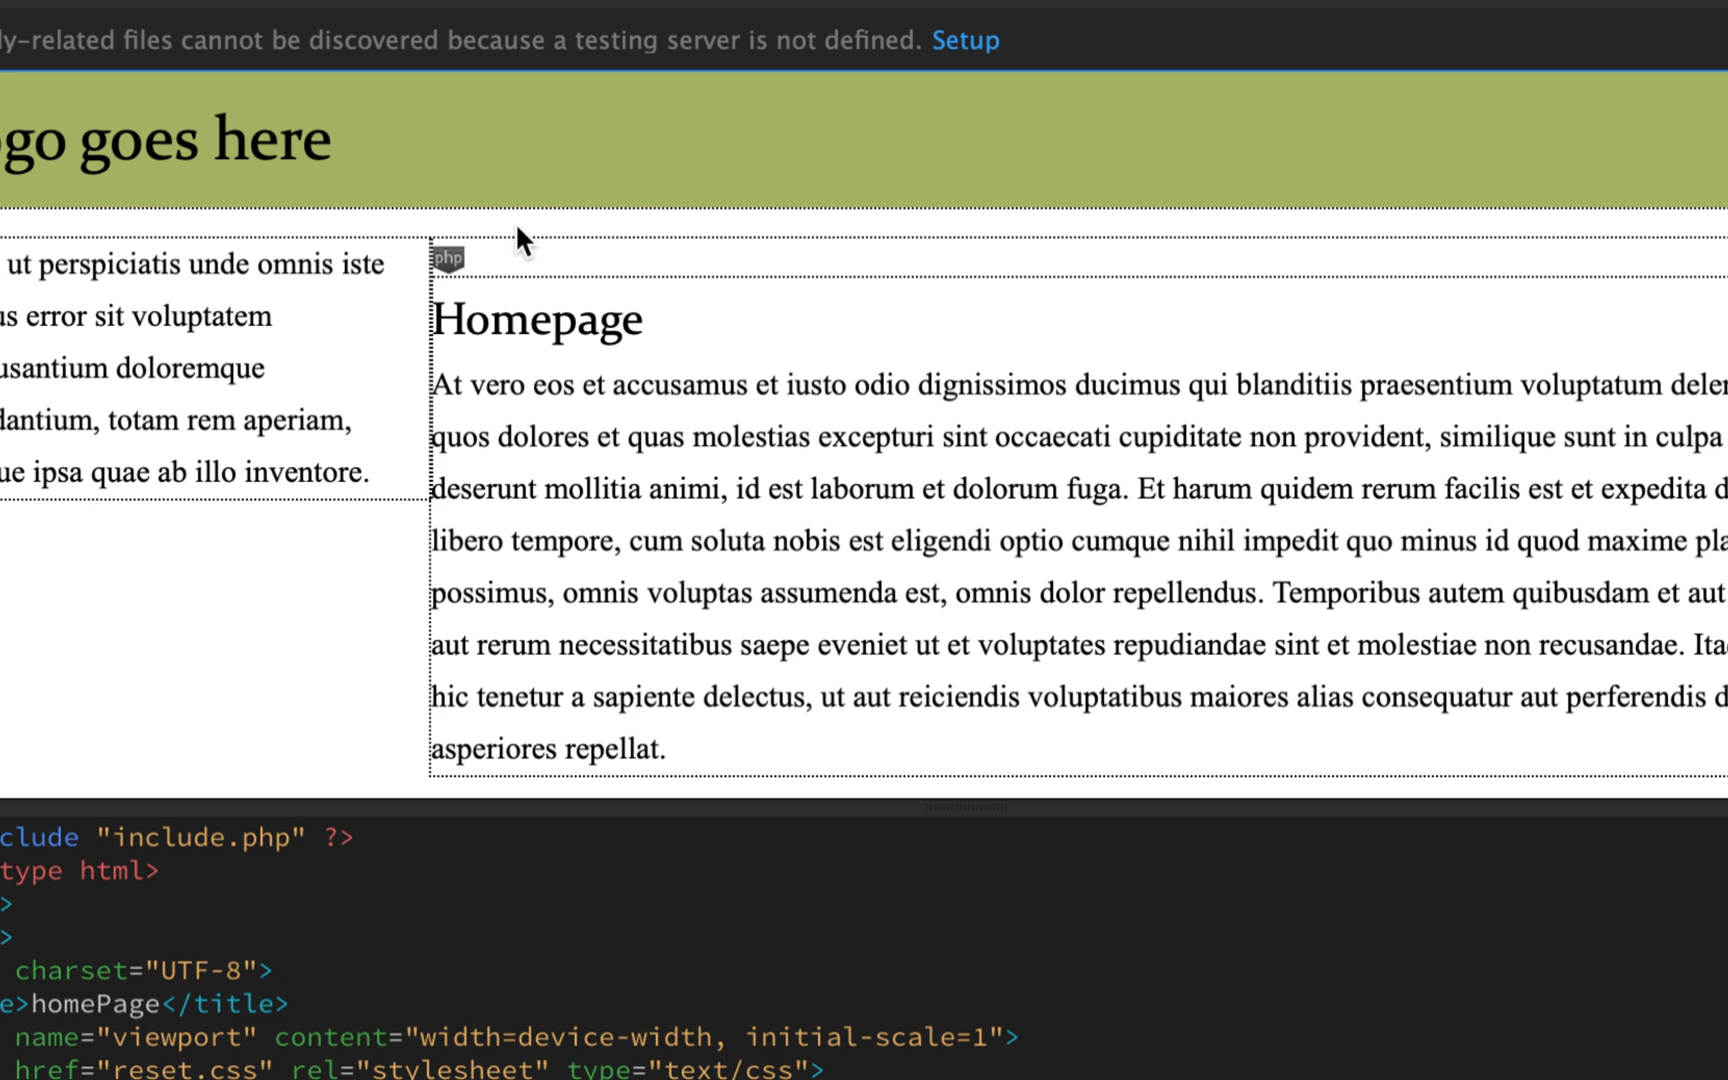 ly-related files cannot be discovered because a testing server is not defined. Setup
ogo goes here
ut perspiciatis unde omnis iste
us error sit voluptatem
usantium doloremque
dantium, totam rem aperiam,
ue ipsa quae ab illo inventore.
php
Homepage
At vero eos et accusamus et iusto odio dignissimos ducimus qui blanditiis praesentium voluptatum delen
quos dolores et quas molestias excepturi sint occaecati cupiditate non provident, similique sunt in culpa
deserunt mollitia animi, id est laborum et dolorum fuga. Et harum quidem rerum facilis est et expedita d
libero tempore, cum soluta nobis est eligendi optio cumque nihil impedit quo minus id quod maxime pla
possimus, omnis voluptas assumenda est, omnis dolor repellendus. Temporibus autem quibusdam et aut
aut rerum necessitatibus saepe eveniet ut et voluptates repudiandae sint et molestiae non recusandae. Ita
hic tenetur a sapiente delectus, ut aut reiciendis voluptatibus maiores alias consequatur aut perferendis d
asperiores repellat.
clude "include.php" ?>
type html>
>
>
charset="UTF-8">
e>homePage</title>
name="viewport" content="width=device-width, initial-scale=1">
href="reset.css" rel="stylesheet" type="text/css">